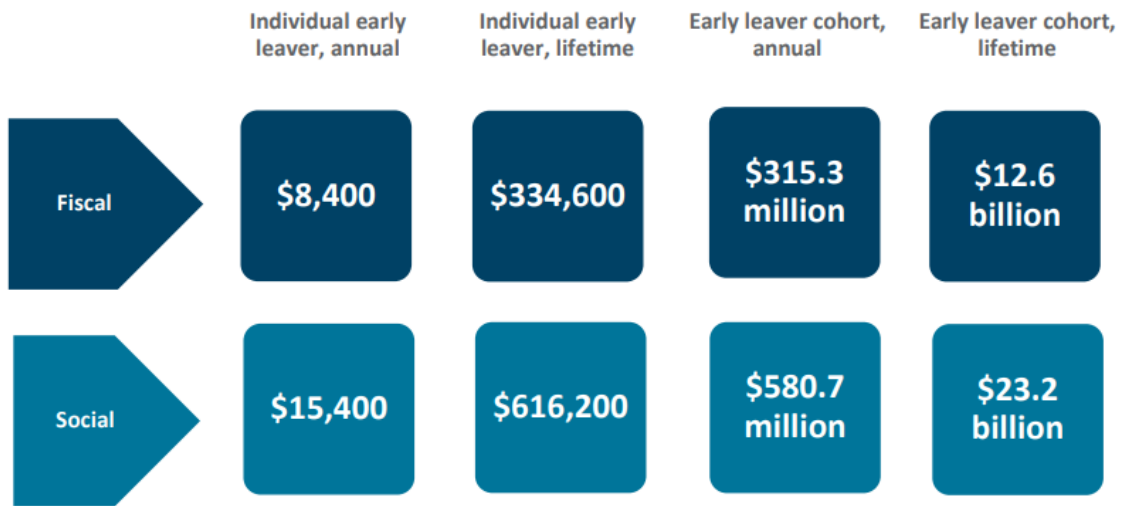 Individual early
leaver, annual
Individual early
leaver, lifetime
Early leaver cohort,
annual
Early leaver cohort,
lifetime
Fiscal
$8,400
$334,600
$315.3
million
$12.6
billion
Social
$15,400
$616,200
$580.7
million
$23.2
billion